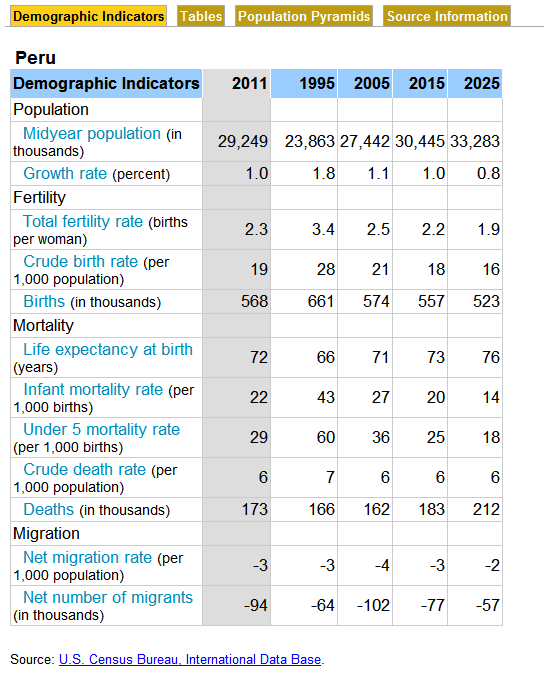 Demographic Indicators Tables Population Pyramids Source Information
Peru
Demographic Indicators 2011 1995 2005 2015 2025
Population
Midyear population (in
thousands) 29,249 23,863 27,442 30,445 33,283
Growth rate (percent) 1.0 1.8 1.1 1.0 0.8
Fertility
Total fertility rate (births
per woman) 2.3 3.4 2.5 2.2 1.9
Crude birth rate (per
1,000 population) 19 28 21 18 16
Births (in thousands) 568 661 574 557 523
Mortality
Life expectancy at birth
(years) 72 66 71 73 76
Infant mortality rate (per
1,000 births) 22 43 27 20 14
Under 5 mortality rate
(per 1,000 births) 29 60 36 25 18
Crude death rate (per
1,000 population) 6 7 6 6 6
Deaths (in thousands) 173 166 162 183 212
Migration
Net migration rate (per
1,000 population) -3 -3 -4 -3 -2
Net number of migrants
(in thousands) -94 -64 -102 -77 -57
Source: U.S. Census Bureau, International Data Base.